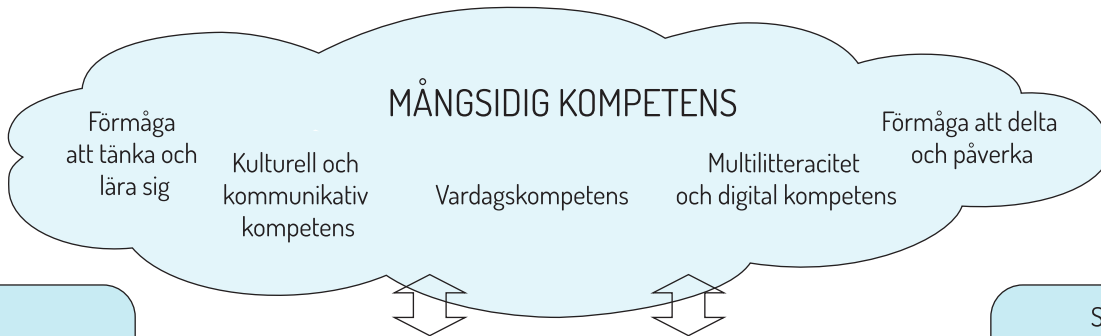 MÅNGSIDIG KOMPETENS
Förmåga
att tänka och
lära sig
Kulturell och
kommunikativ
kompetens
Vardagskompetens
Multilitteracitet
och digital kompetens
Förmåga att delta
och påverka
S